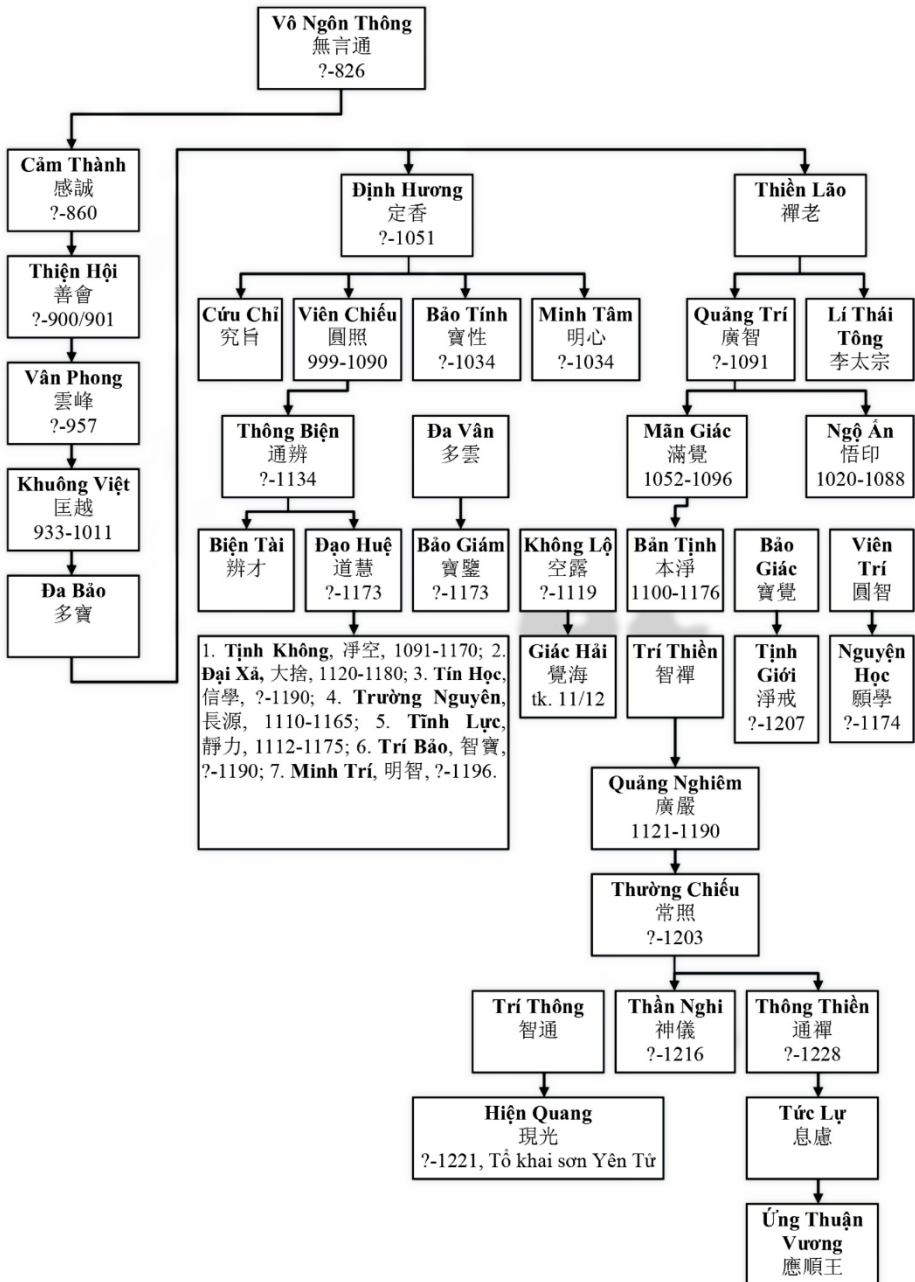 Vô Ngôn Thông
無言通
?-826
Cảm Thành
感誠
?-860
Thiện Hội
善會
?-900/901
Vân Phong
雲峰
?-957
Khuông Việt
匡越
933-1011
Đa Bảo
多寶
Định Hương
定香
?-1051
Thiền Lão
禪老
Cứu Chỉ
究旨
Viên Chiếu
圓照
999-1090
Bảo Tính
寶性
?-1034
Minh Tâm
明心
?-1034
Quảng Trí
廣智
?-1091
Lí Thái
Tông
李太宗
Thông Biện
通辨
?-1134
Đa Vân
多雲
Mãn Giác
滿覺
1052-1096
Ngộ Ấn
悟印
1020-1088
Biện Tài
辨才
Đạo Huệ
道慧
?-1173
Bảo Giám
寶鑒
?-1173
Không Lộ
空露
?-1119
Bản Tịnh
本淨
1100-1176
Bảo
Giác
寶覺
Viên
Trí
圓智
1. Tịnh Không, 凈空, 1091-1170; 2.
Đại Xả, 大捨, 1120-1180; 3. Tín Học,
信學, ?-1190; 4. Trường Nguyên,
長源, 1110-1165; 5. Tĩnh Lực,
靜力, 1112-1175; 6. Trí Bảo, 智寶,
?-1190; 7. Minh Trí, 明智, ?-1196.
Giác Hải
覺海
tk. 11/12
Trí Thiền
智禪
Tịnh
Giới
淨戒
?-1207
Nguyện
Học
願學
?-1174
Quảng Nghiêm
廣嚴
1121-1190
Thường Chiếu
常照
?-1203
Trí Thông
智通
Thần Nghi
神儀
?-1216
Thông Thiền
通禪
?-1228
Hiện Quang
現光
?-1221, Tổ khai sơn Yên Tử
Tức Lự
息慮
Ứng Thuận
Vương
應順王